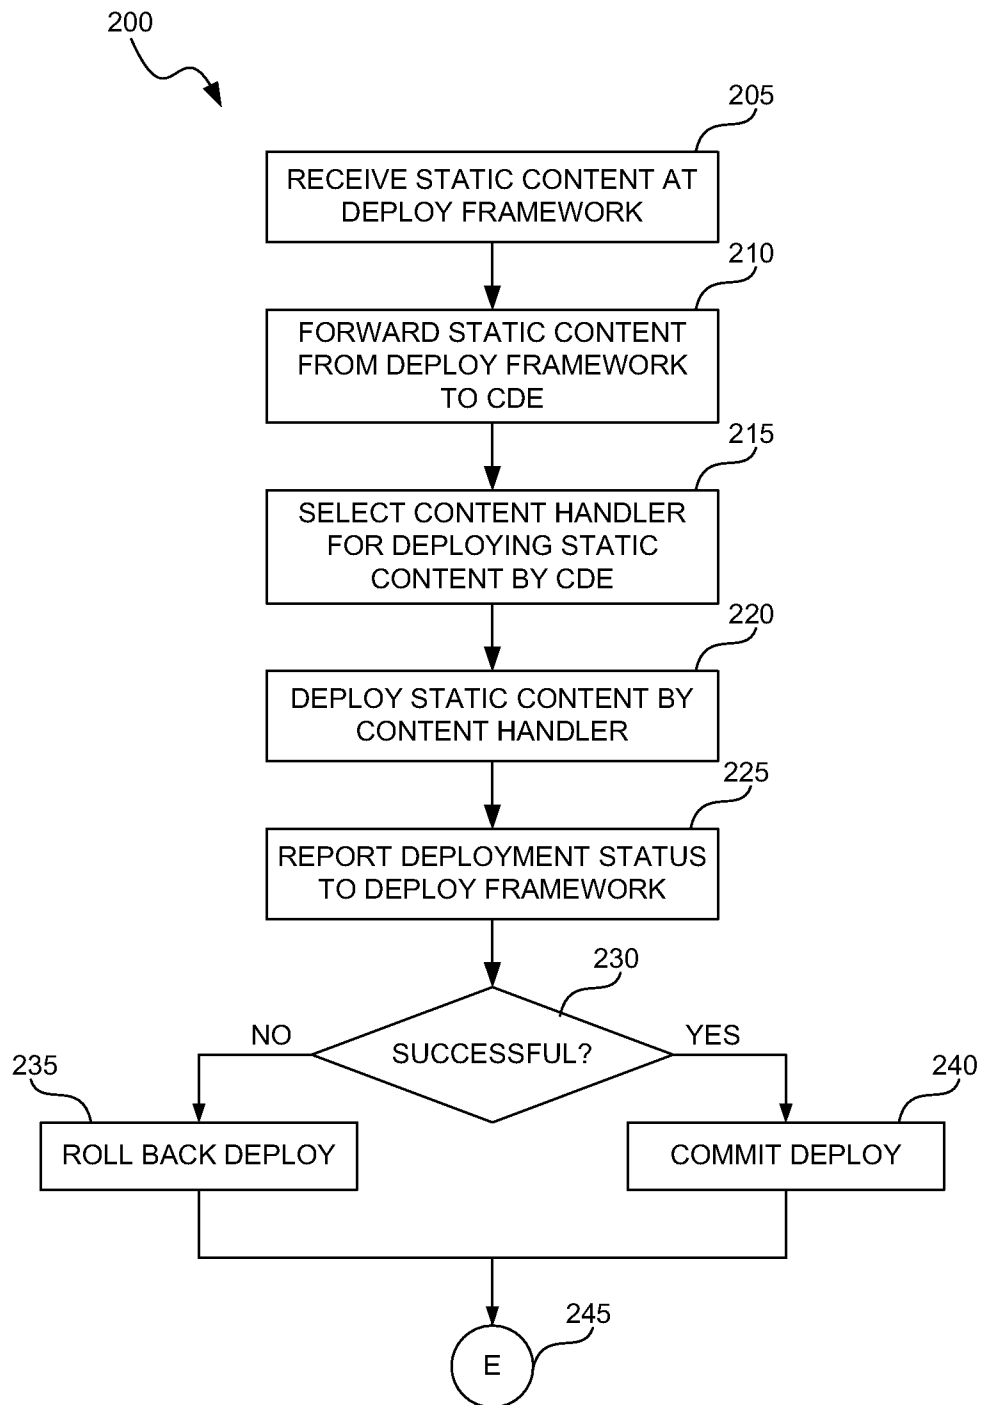 200
205
RECEIVE STATIC CONTENT AT
DEPLOY FRAMEWORK
210
FORWARD STATIC CONTENT
FROM DEPLOY FRAMEWORK
TO CDE
215
SELECT CONTENT HANDLER
FOR DEPLOYING STATIC
CONTENT BY CDE
220
DEPLOY STATIC CONTENT BY
CONTENT HANDLER
225
REPORT DEPLOYMENT STATUS
TO DEPLOY FRAMEWORK
230
NO
SUCCESSFUL?
YES
235
ROLL BACK DEPLOY
240
COMMIT DEPLOY
245
E